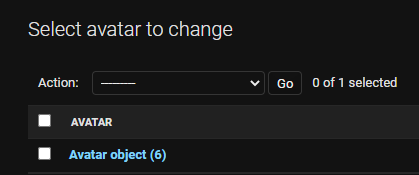 Select avatar to change
Action: --------- Go 0 of 1 selected
AVATAR
Avatar object (6)